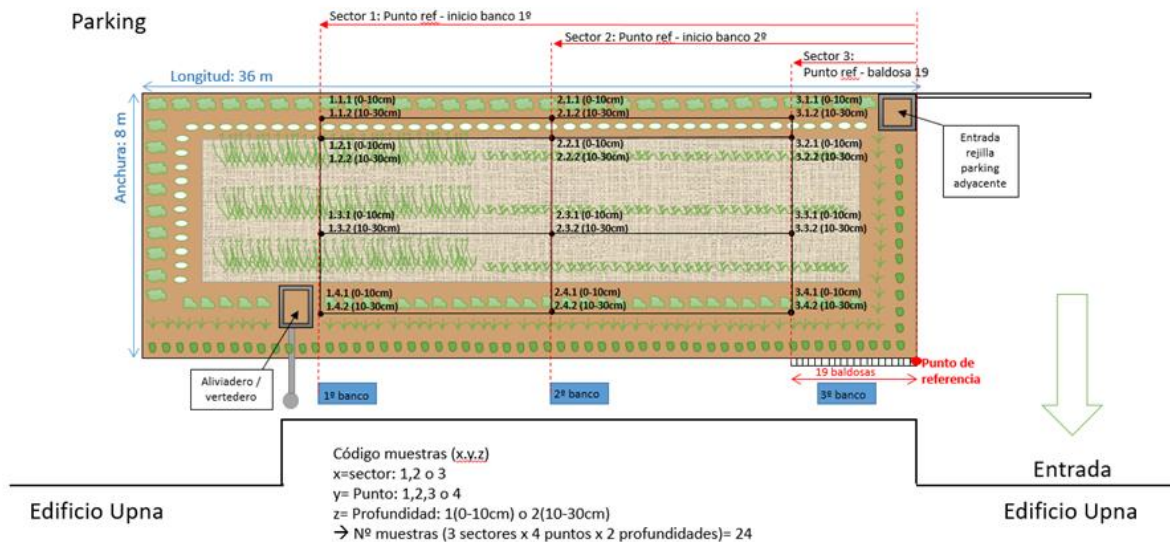 Parking
Sector 1: Punto ref - inicio banco 1º
Sector 2: Punto ref - inicio banco 2º
Sector 3:
Punto ref - baldosa 19
Longitud: 36 m
Anchura: 8 m
1.1.1 (0-10cm)
1.1.2 (10-30cm)
2.1.1 (0-10cm)
2.1.2 (10-30cm)
3.1.1 (0-10cm)
3.1.2 (10-30cm)
1.2.1 (0-10cm)
1.2.2 (10-30cm)
2.2.1 (0-10cm)
2.2.2 (10-30cm)
3.2.1 (0-10cm)
3.2.2 (10-30cm)
Entrada
rejilla
parking
adyacente
1.3.1 (0-10cm)
1.3.2 (10-30cm)
2.3.1 (0-10cm)
2.3.2 (10-30cm)
3.3.1 (0-10cm)
3.3.2 (10-30cm)
1.4.1 (0-10cm)
1.4.2 (10-30cm)
2.4.1 (0-10cm)
2.4.2 (10-30cm)
3.4.1 (0-10cm)
3.4.2 (10-30cm)
Aliviadero /
vertedero
19 baldosas
Punto de
referencia
1º banco
2º banco
3º banco
Código muestras (x.y.z)
x=sector: 1,2 o 3
y= Punto: 1,2,3 o 4
z= Profundidad: 1(0-10cm) o 2(10-30cm)
→ Nº muestras (3 sectores x 4 puntos x 2 profundidades)= 24
Edificio Upna
Entrada
Edificio Upna